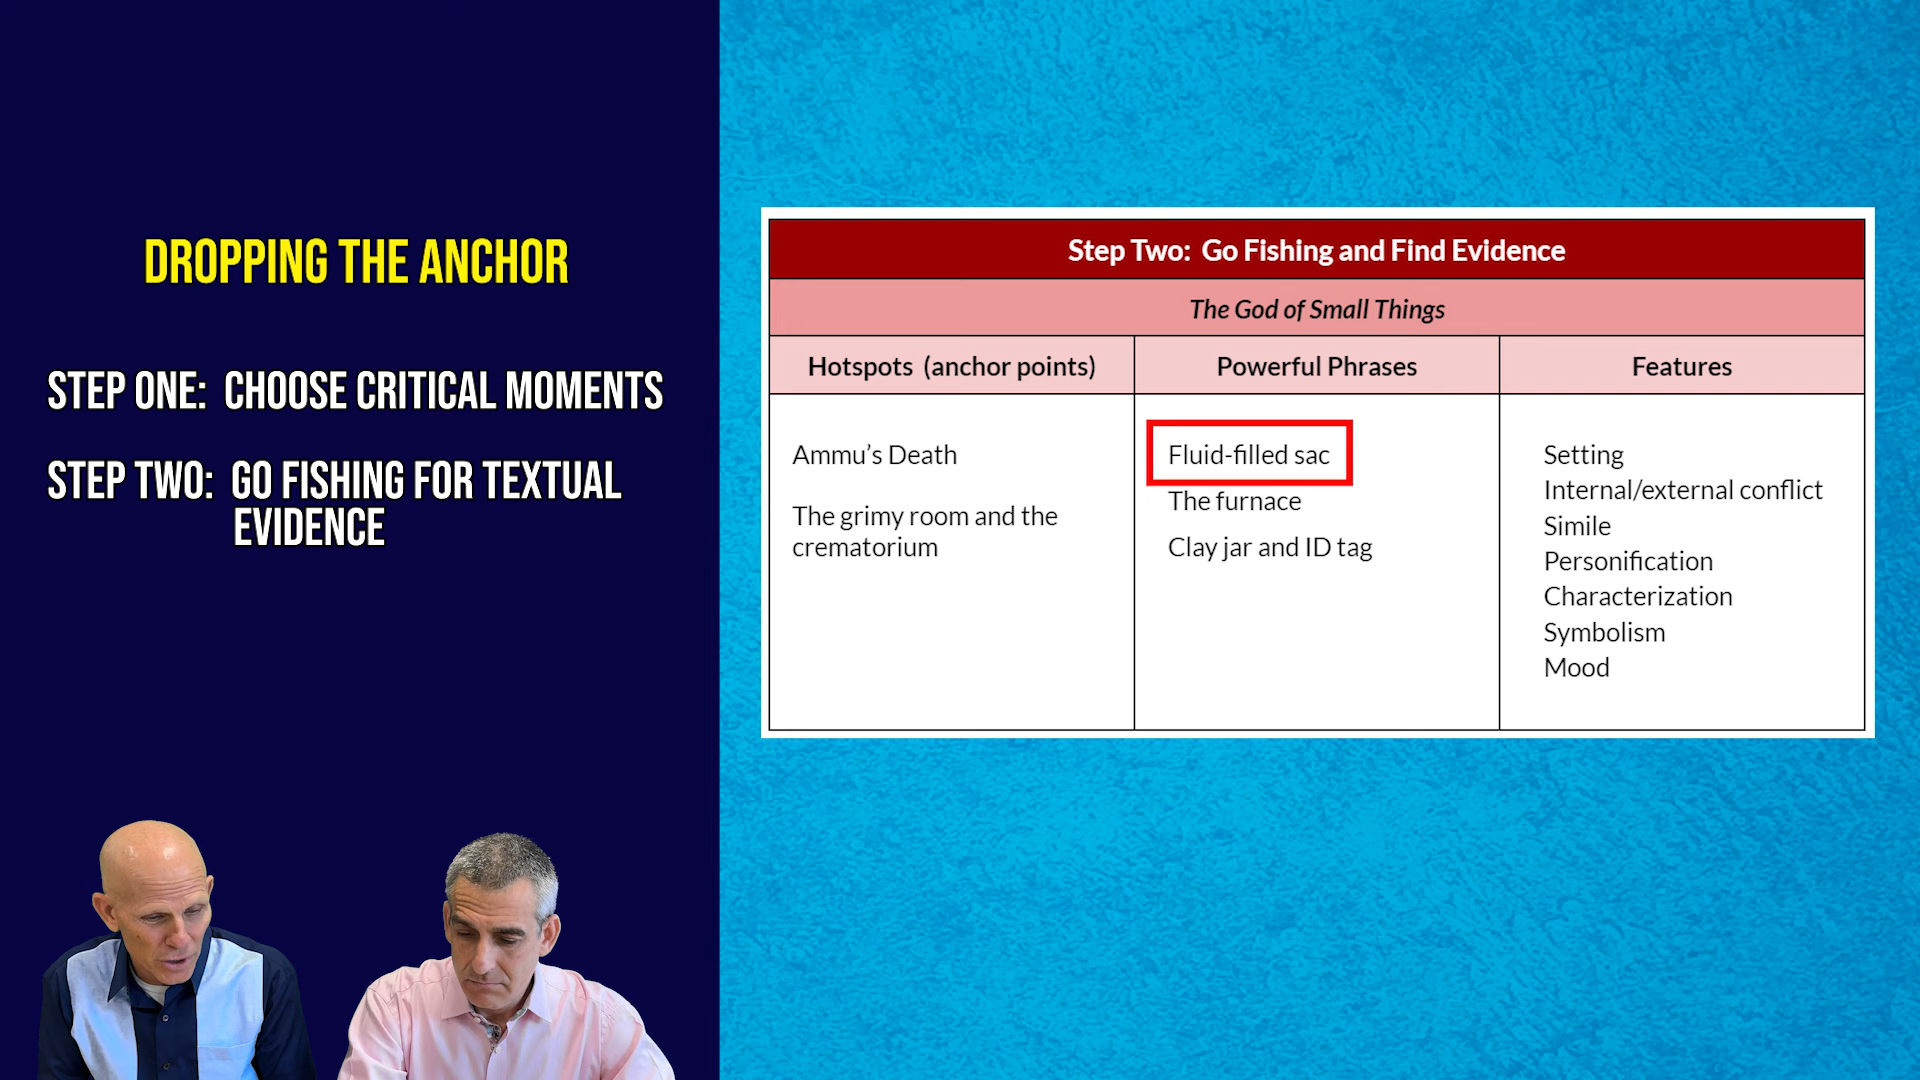 DROPPING THE ANCHOR
STEP ONE: CHOOSE CRITICAL MOMENTS
STEP TWO: GO FISHING FOR TEXTUAL
EVIDENCE
Step Two: Go Fishing and Find Evidence
The God of Small Things
Hotspots (anchor points)
Powerful Phrases
Features
Ammu’s Death
The grimy room and the
crematorium
Fluid-filled sac
The furnace
Clay jar and ID tag
Setting
Internal/external conflict
Simile
Personification
Characterization
Symbolism
Mood